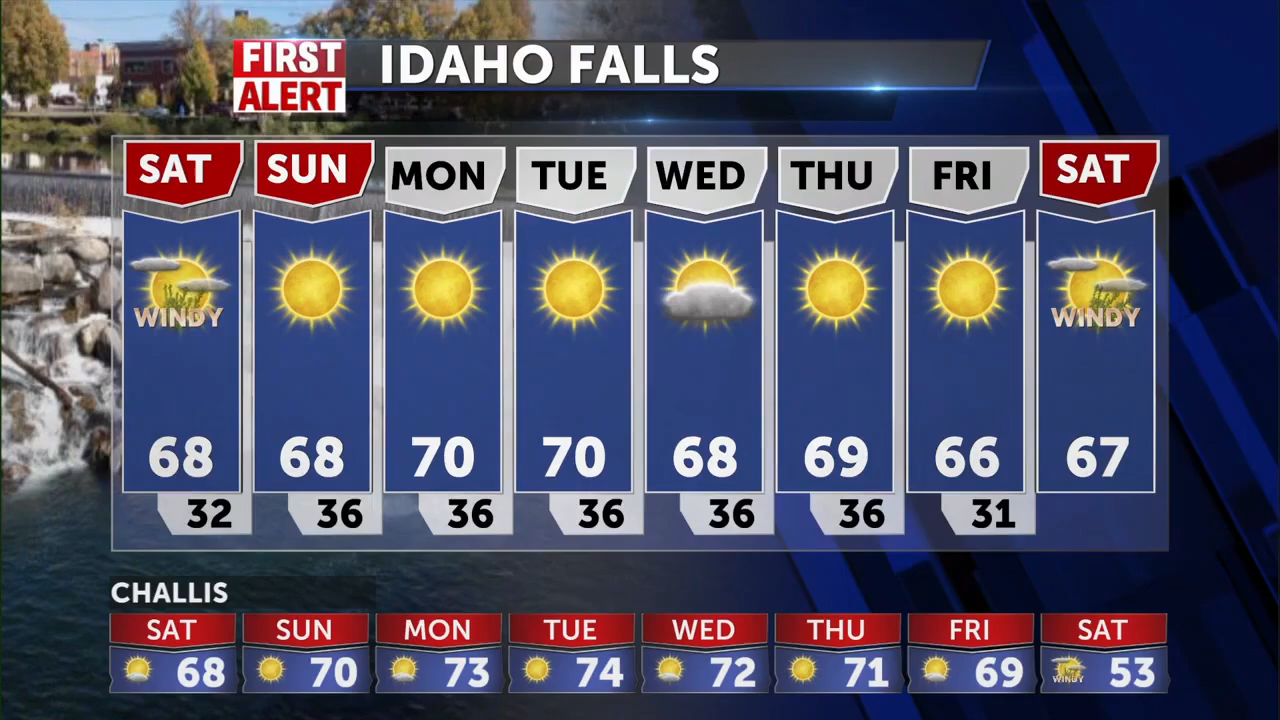 FIRST ALERT
IDAHO FALLS
SAT SUN MON TUE WED THU FRI SAT
WINDY WINDY
68 68 70 70 68 69 66 67
32 36 36 36 36 36 31
CHALLIS
SAT SUN MON TUE WED THU FRI SAT
68 70 73 74 72 71 69 WINDY 53